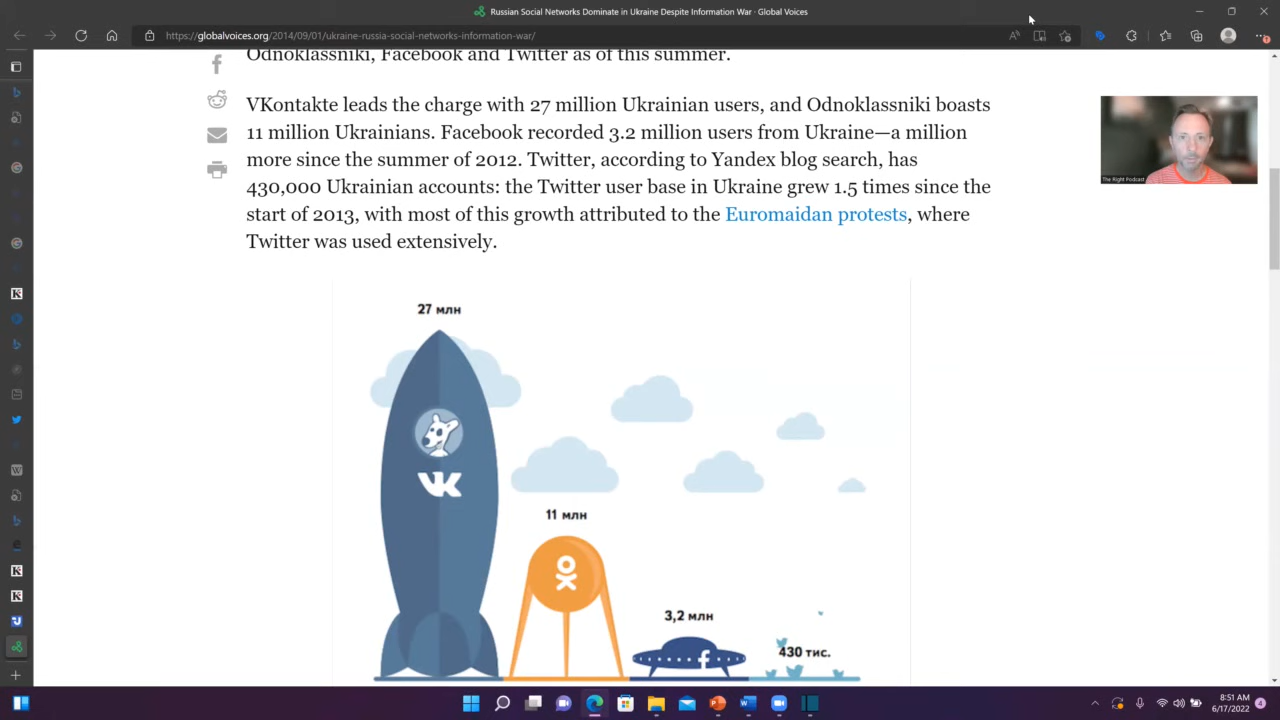 Russian Social Networks Dominate in Ukraine Despite Information War · Global Voices
https://globalvoices.org/2014/09/01/ukraine-russia-social-networks-information-war/
Odnoklassniki, Facebook and Twitter as of this summer.
VKontakte leads the charge with 27 million Ukrainian users, and Odnoklassniki boasts
11 million Ukrainians. Facebook recorded 3.2 million users from Ukraine—a million
more since the summer of 2012. Twitter, according to Yandex blog search, has
430,000 Ukrainian accounts: the Twitter user base in Ukraine grew 1.5 times since the
start of 2013, with most of this growth attributed to the Euromaidan protests, where
Twitter was used extensively.
The Right Podcast
27 млн
11 млн
3,2 млн
430 тис.
8:51 AM
6/17/2022